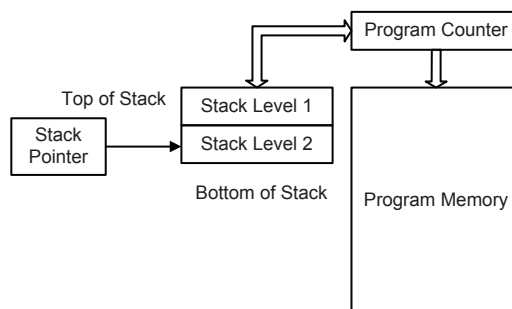 Program Counter
Top of Stack
Stack Level 1
Stack
Pointer
Stack Level 2
Bottom of Stack
Program Memory